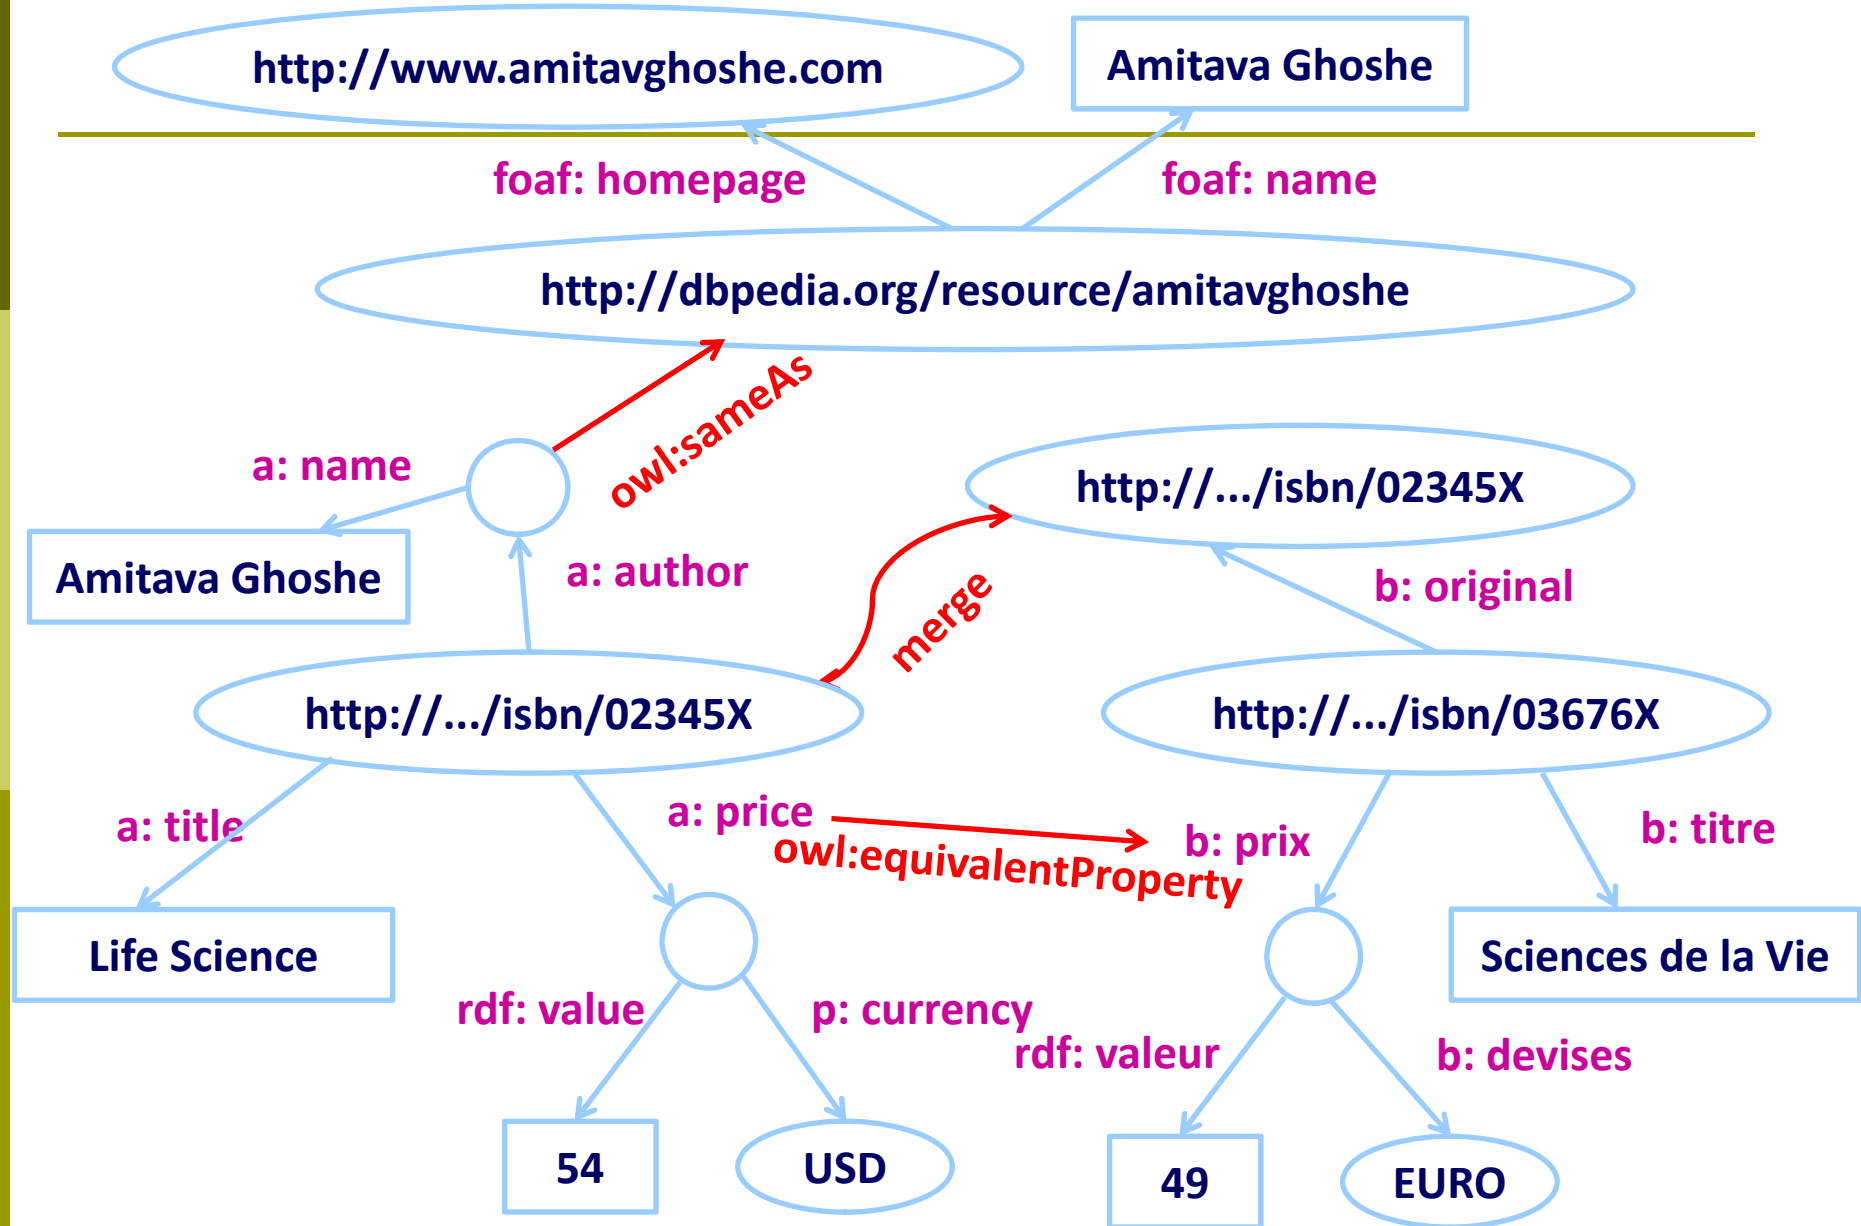 http://www.amitavghoshe.com
Amitava Ghoshe
foaf: homepage
foaf: name
http://dbpedia.org/resource/amitavghoshe
owl:sameAs
a: name
http://.../isbn/02345X
Amitava Ghoshe
a: author
merge
b: original
http://.../isbn/02345X
http://.../isbn/03676X
a: title
a: price
owl:equivalentProperty
b: prix
b: titre
Life Science
Sciences de la Vie
rdf: value
p: currency
rdf: valeur
b: devises
54
USD
49
EURO